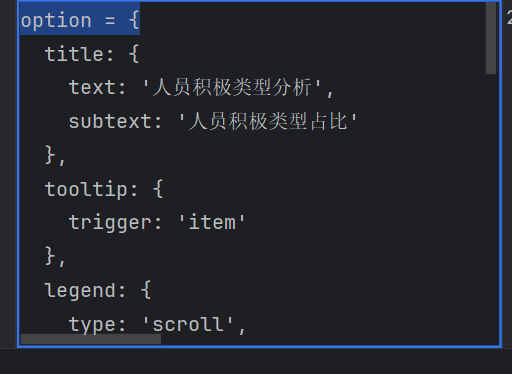 option = {
title: {
text: '人员积极类型分析',
subtext: '人员积极类型占比'
},
tooltip: {
trigger: 'item'
},
legend: {
type: 'scroll',